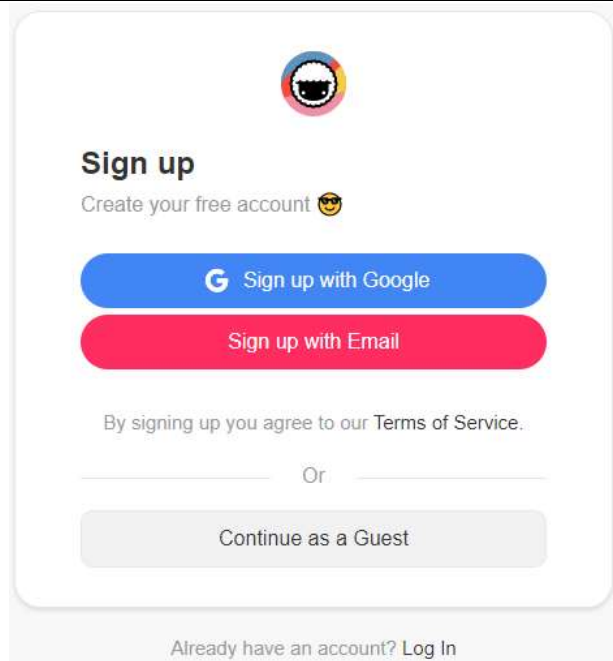 Sign up
Create your free account 😎
Sign up with Google
Sign up with Email
By signing up you agree to our Terms of Service.
Or
Continue as a Guest
Already have an account? Log In